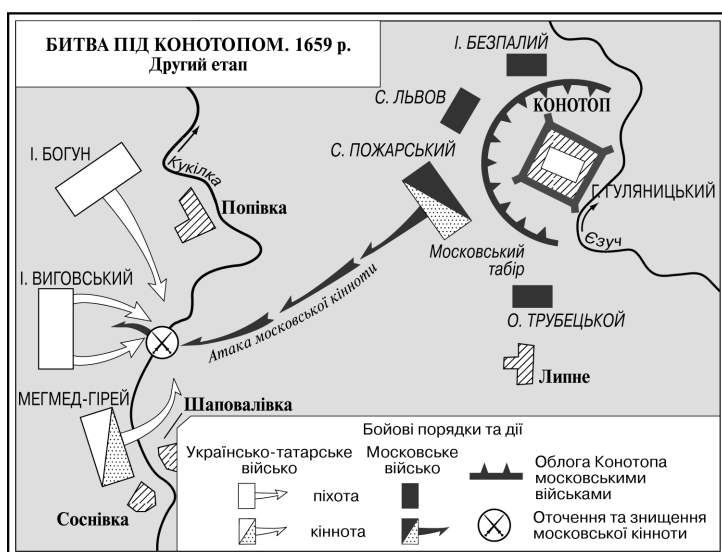 БИТВА ПІД КОНОТОПОМ. 1659 р.
Другий етап
І. БЕЗПАЛИЙ
С. ЛЬВОВ
КОНОТОП
С. ПОЖАРСЬКИЙ
І. БОГУН
Кукілка
Попівка
Г. ГУЛЯНИЦЬКИЙ
Єзуч
Московський
табір
І. ВИГОВСЬКИЙ
Атака московської кінноти
О. ТРУБЕЦЬКОЙ
Липне
МЕГМЕД-ГІРЕЙ
Шаповалівка
Соснівка
Бойові порядки та дії
Українсько-татарське
військо
Московське
військо
піхота
кіннота
Облога Конотопа
московськими
військами
Оточення та знищення
московської кінноти